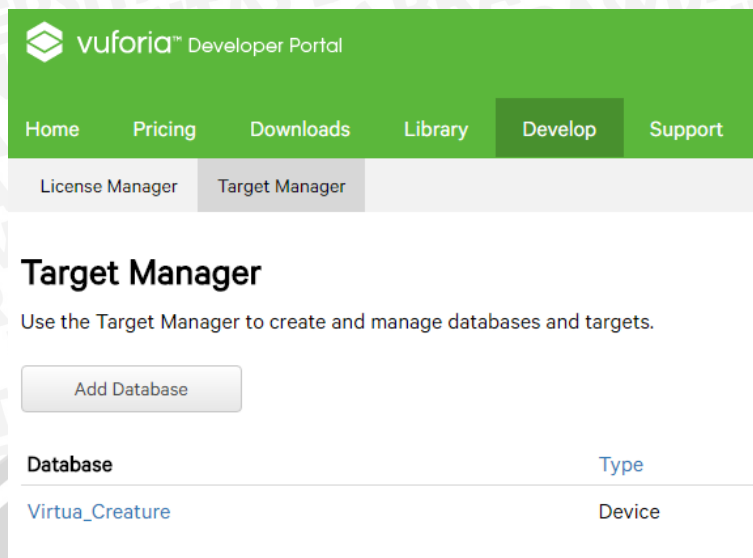 vuforia™ Developer Portal
Home Pricing Downloads Library Develop Support
License Manager Target Manager
Target Manager
Use the Target Manager to create and manage databases and targets.
Add Database
Database Type
Virtua_Creature Device